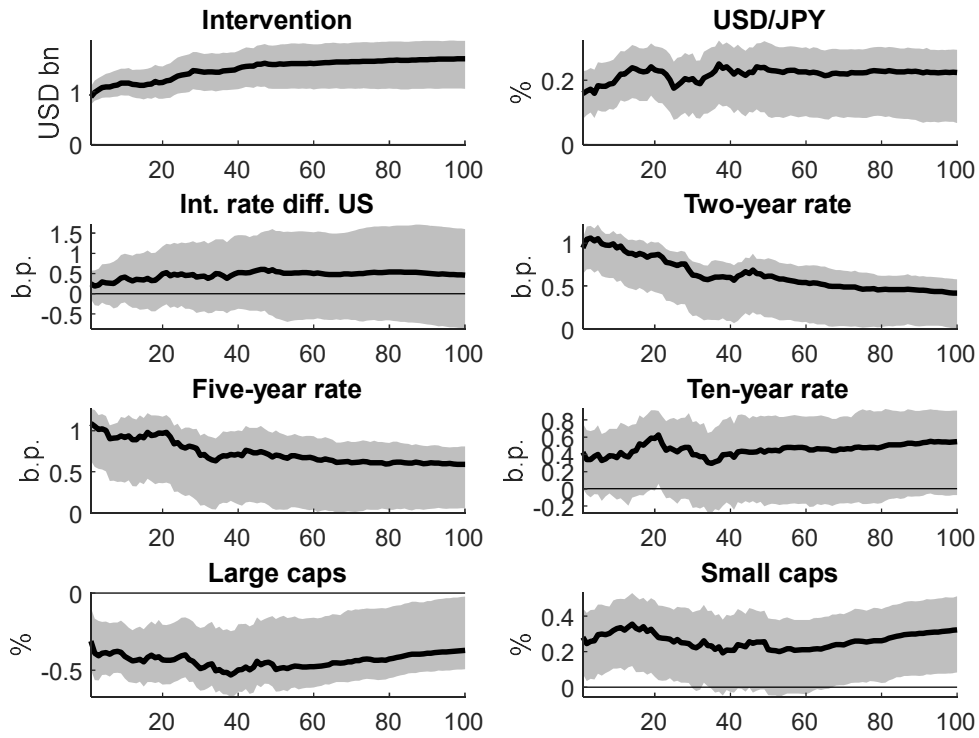 Intervention
USD bn
1
0
20 40 60 80 100
USD/JPY
%
0.2
0
20 40 60 80 100
Int. rate diff. US
b.p.
1.5
0.5
0
-0.5
20 40 60 80 100
Two-year rate
b.p.
1
0.5
0
20 40 60 80 100
Five-year rate
b.p.
1
0.5
0
20 40 60 80 100
Ten-year rate
b.p.
0.8
0.6
0.4
0.2
0
-0.2
20 40 60 80 100
Large caps
%
0
-0.5
20 40 60 80 100
Small caps
%
0.4
0.2
0
20 40 60 80 100